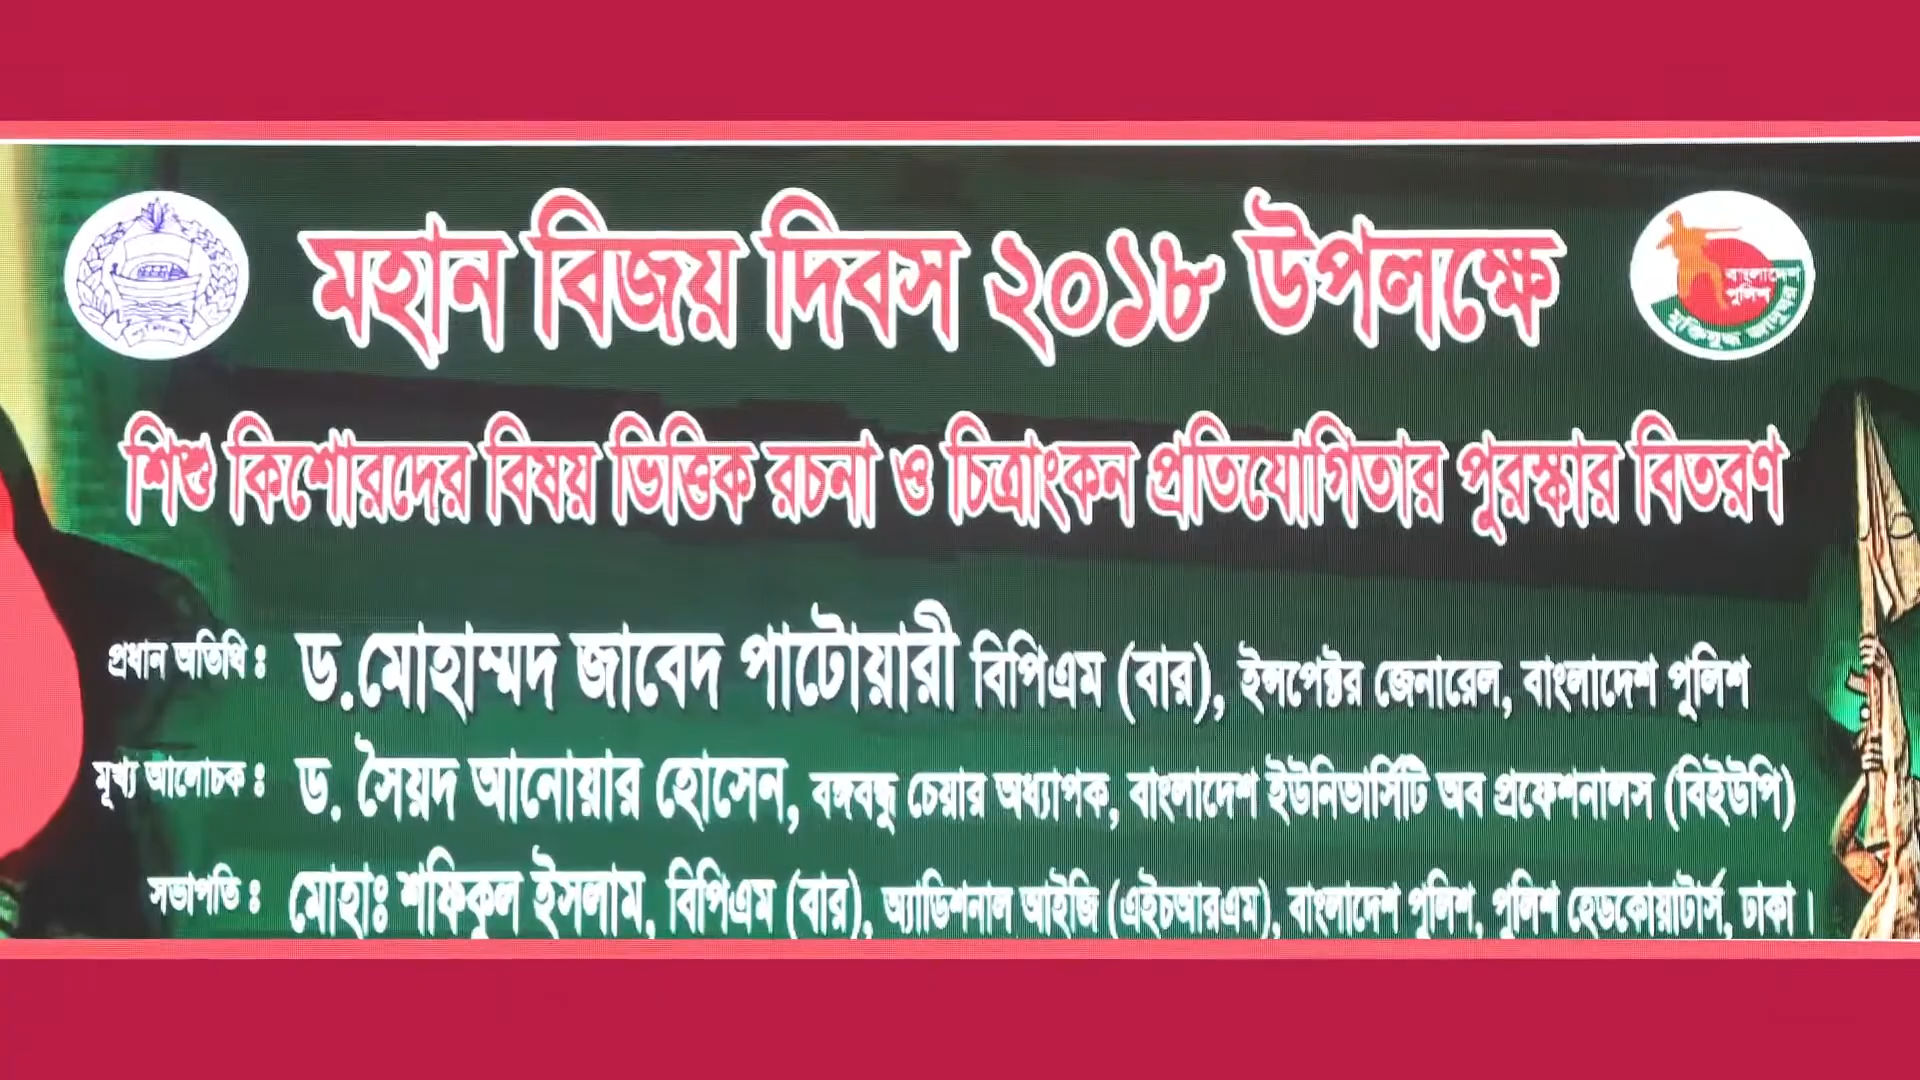 মহান বিজয় দিবস ২০১৮ উপলক্ষে
বাংলাদেশ
পুলিশ
মুক্তিযুদ্ধ জাদুঘর
শিশু কিশোরদের বিষয় ভিত্তিক রচনা ও চিত্রাংকন প্রতিযোগিতার পুরস্কার বিতরণ
প্রধান অতিথি : ড.মোহাম্মদ জাবেদ পাটোয়ারী বিপিএম (বার), ইন্সপেক্টর জেনারেল, বাংলাদেশ পুলিশ
মূখ্য আলোচক : ড. সৈয়দ আনোয়ার হোসেন, বঙ্গবন্ধু চেয়ার অধ্যাপক, বাংলাদেশ ইউনিভার্সিটি অব প্রফেশনালস (বিইউপি)
সভাপতি : মোহাঃ শফিকুল ইসলাম, বিপিএম (বার), অ্যাডিশনাল আইজি (এইচআরএম), বাংলাদেশ পুলিশ, পুলিশ হেডকোয়াটার্স, ঢাকা।